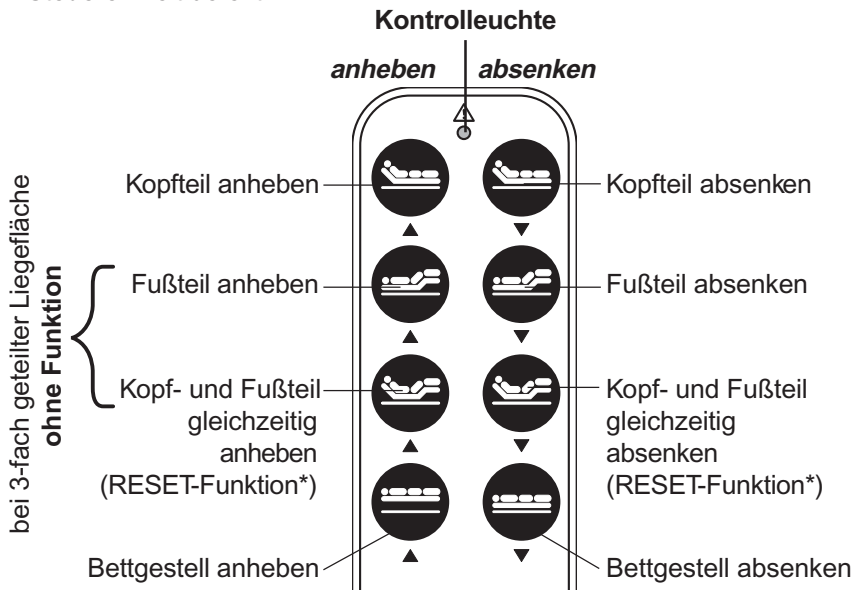 Kontrolleuchte
anheben absenken
Kopfteil anheben
Kopfteil absenken
Fußteil anheben
Fußteil absenken
bei 3-fach geteilter Liegefläche
ohne Funktion
Kopf- und Fußteil
gleichzeitig
anheben
(RESET-Funktion*)
Kopf- und Fußteil
gleichzeitig
absenken
(RESET-Funktion*)
Bettgestell anheben
Bettgestell absenken